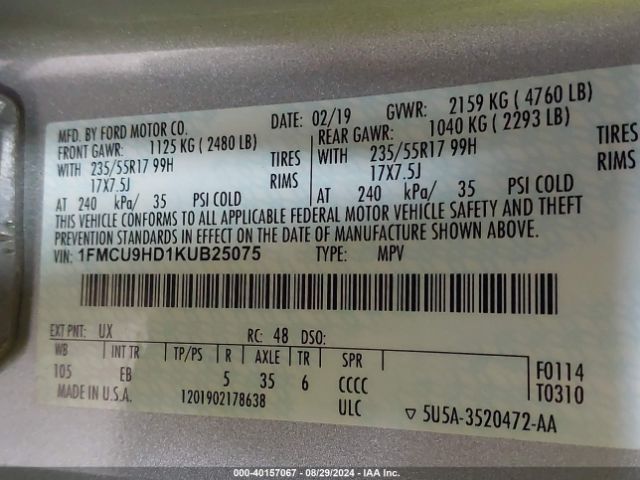 MFD. BY FORD MOTOR CO. DATE: 02/19 GVWR: 2159 KG ( 4760 LB)
FRONT GAWR: 1125 KG ( 2480 LB) REAR GAWR: 1040 KG ( 2293 LB)
WITH 235/55R17 99H TIRES WITH 235/55R17 99H TIRES
17X7.5J RIMS 17X7.5J RIMS
AT 240 kPa/ 35 PSI COLD AT 240 kPa/ 35 PSI COLD
THIS VEHICLE CONFORMS TO ALL APPLICABLE FEDERAL MOTOR VEHICLE SAFETY AND THEFT
PREVENTION STANDARDS IN EFFECT ON THE DATE OF MANUFACTURE SHOWN ABOVE.
VIN: 1FMCU9HD1KUB25075 TYPE: MPV
EXT PNT: UX RC: 48 DSO:
WB INT TR TP/PS R AXLE TR SPR
105 EB 5 35 6 CCCC F0114
MADE IN U.S.A. 1201902178638 ULC T0310
▽ 5U5A-3520472-AA
000-40157067 - 08/29/2024 - IAA Inc.